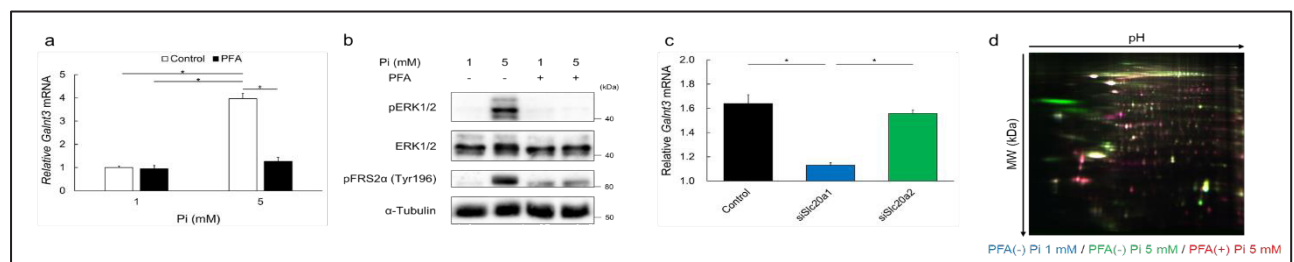 a
Control PFA
Relative Galnt3 mRNA
5
4
3
2
1
0
*
*
*
1 5
Pi (mM)
b
Pi (mM) 1 5 1 5
PFA - - + +
(kDa)
pERK1/2
40
ERK1/2
40
pFRS2α (Tyr196)
80
α-Tubulin
50
c
Relative Galnt3 mRNA
1.8
1.6
1.4
1.2
1.0
* *
Control
siSlc20a1
siSlc20a2
d
pH
MW (kDa)
PFA(-) Pi 1 mM / PFA(-) Pi 5 mM / PFA(+) Pi 5 mM